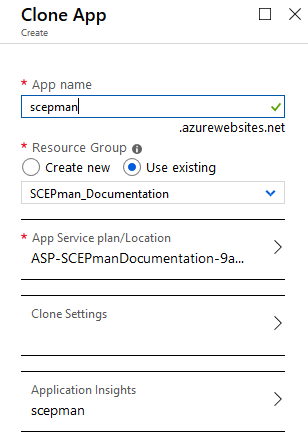 Clone App
Create
* App name
scepman
.azurewebsites.net
* Resource Group
Create new Use existing
SCEPman_Documentation
* App Service plan/Location
ASP-SCEPmanDocumentation-9a...
Clone Settings
Application Insights
scepman